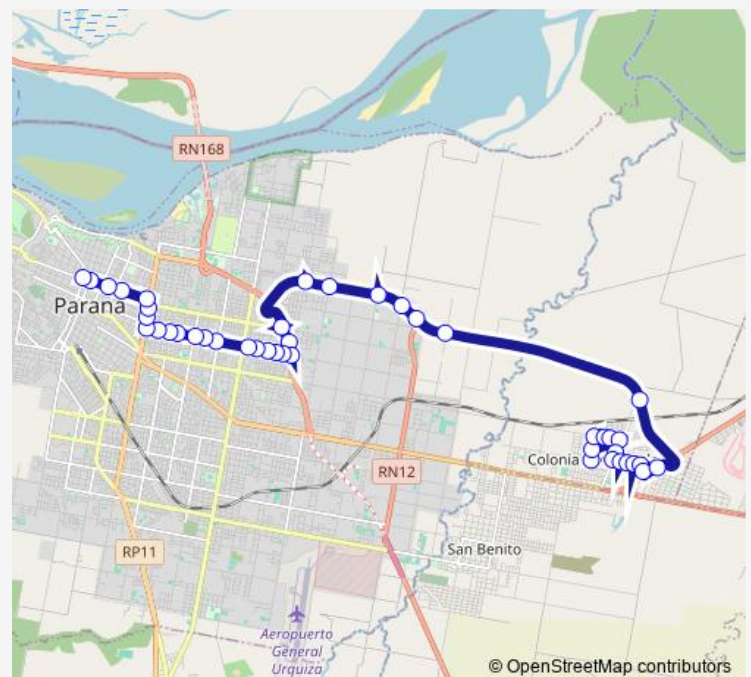 RN168
Parana
RN12
Colonia
San Benito
RP11
Aeropuerto
General
Urquiza
© OpenStreetMap contributors